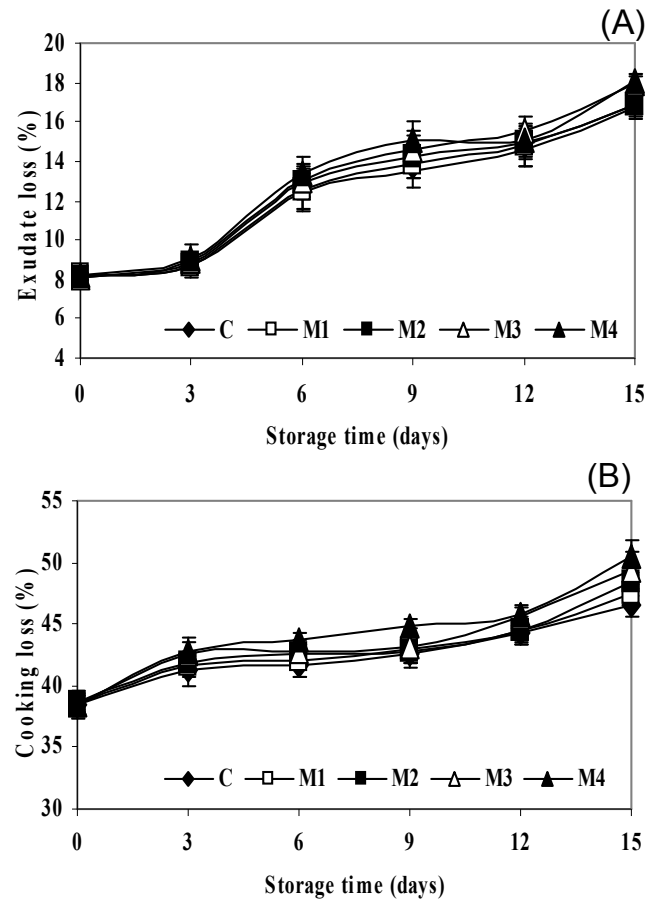 (A)
20
18
16
14
12
10
8
6
4
Exudate loss (%)
C M1 M2 M3 M4
0 3 6 9 12 15
Storage time (days)
(B)
55
50
45
40
35
30
Cooking loss (%)
C M1 M2 M3 M4
0 3 6 9 12 15
Storage time (days)